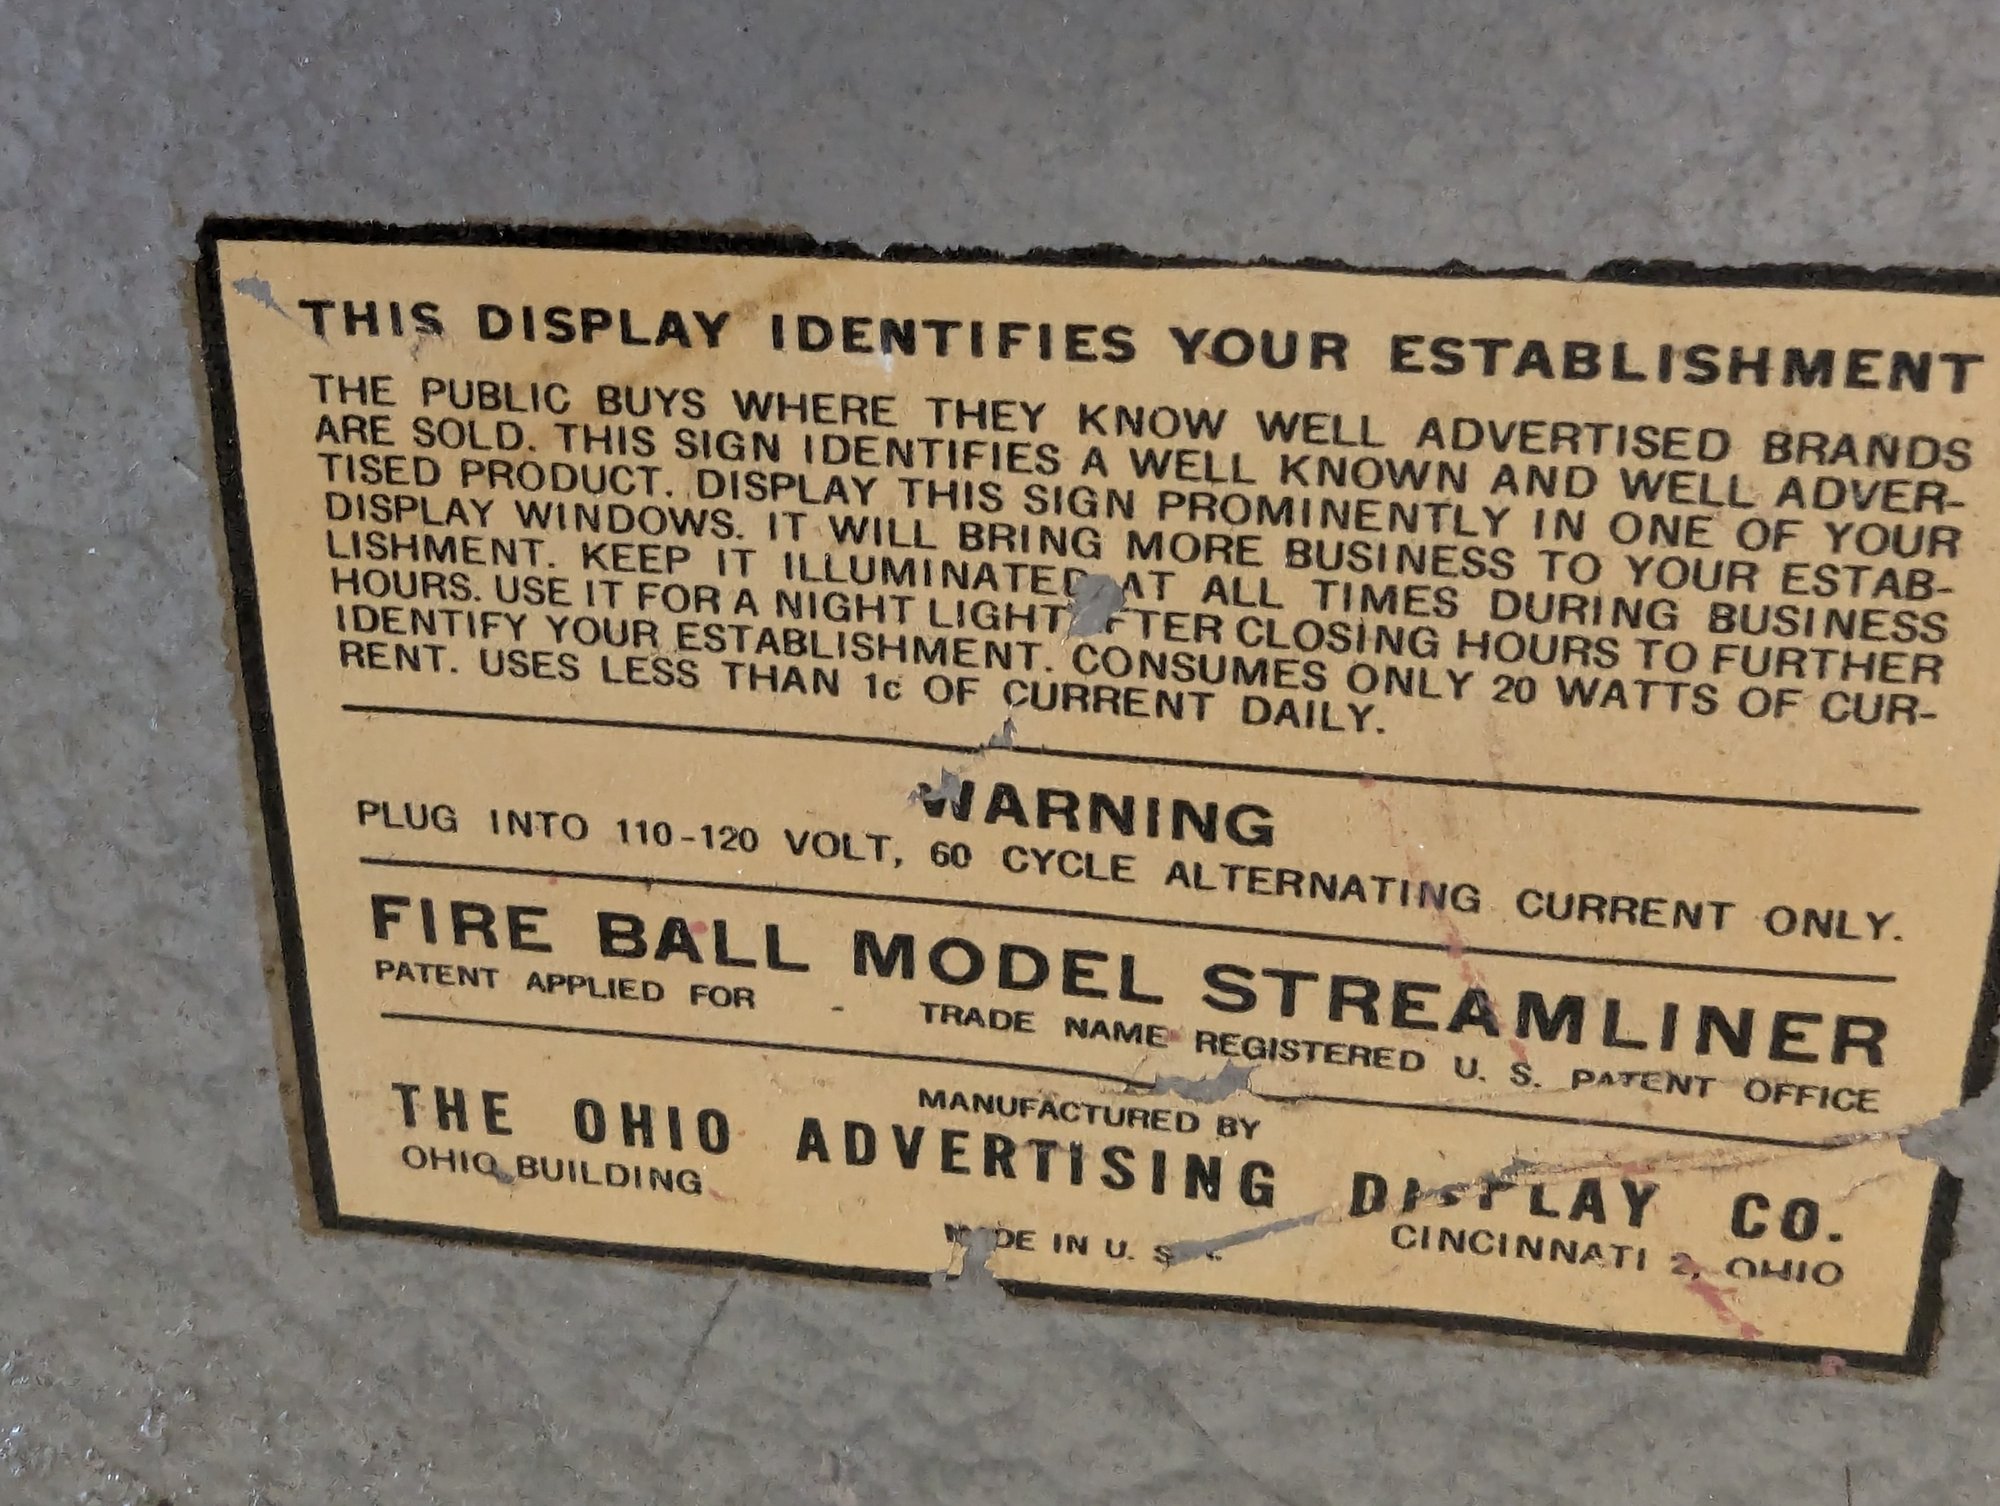 THIS DISPLAY IDENTIFIES YOUR ESTABLISHMENT
THE PUBLIC BUYS WHERE THEY KNOW WELL ADVERTISED BRANDS
ARE SOLD. THIS SIGN IDENTIFIES A WELL KNOWN AND WELL ADVER-
TISED PRODUCT. DISPLAY THIS SIGN PROMINENTLY IN ONE OF YOUR
DISPLAY WINDOWS. IT WILL BRING MORE BUSINESS TO YOUR ESTAB-
LISHMENT. KEEP IT ILLUMINATED AT ALL TIMES DURING BUSINESS
HOURS. USE IT FOR A NIGHT LIGHT AFTER CLOSING HOURS TO FURTHER
IDENTIFY YOUR ESTABLISHMENT. CONSUMES ONLY 20 WATTS OF CUR-
RENT. USES LESS THAN 1c OF CURRENT DAILY.
WARNING
PLUG INTO 110-120 VOLT, 60 CYCLE ALTERNATING CURRENT ONLY.
FIRE BALL MODEL STREAMLINER
PATENT APPLIED FOR - TRADE NAME REGISTERED U. S. PATENT OFFICE
MANUFACTURED BY
THE OHIO ADVERTISING DISPLAY CO.
OHIO BUILDING CINCINNATI 2, OHIO
MADE IN U. S. A.